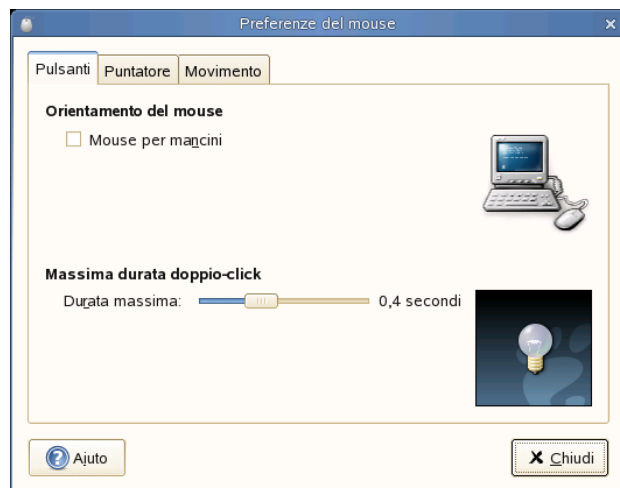 Preferenze del mouse
Pulsanti Puntatore Movimento
Orientamento del mouse
Mouse per mancini
Massima durata doppio-click
Durata massima: 0,4 secondi
Aiuto Chiudi